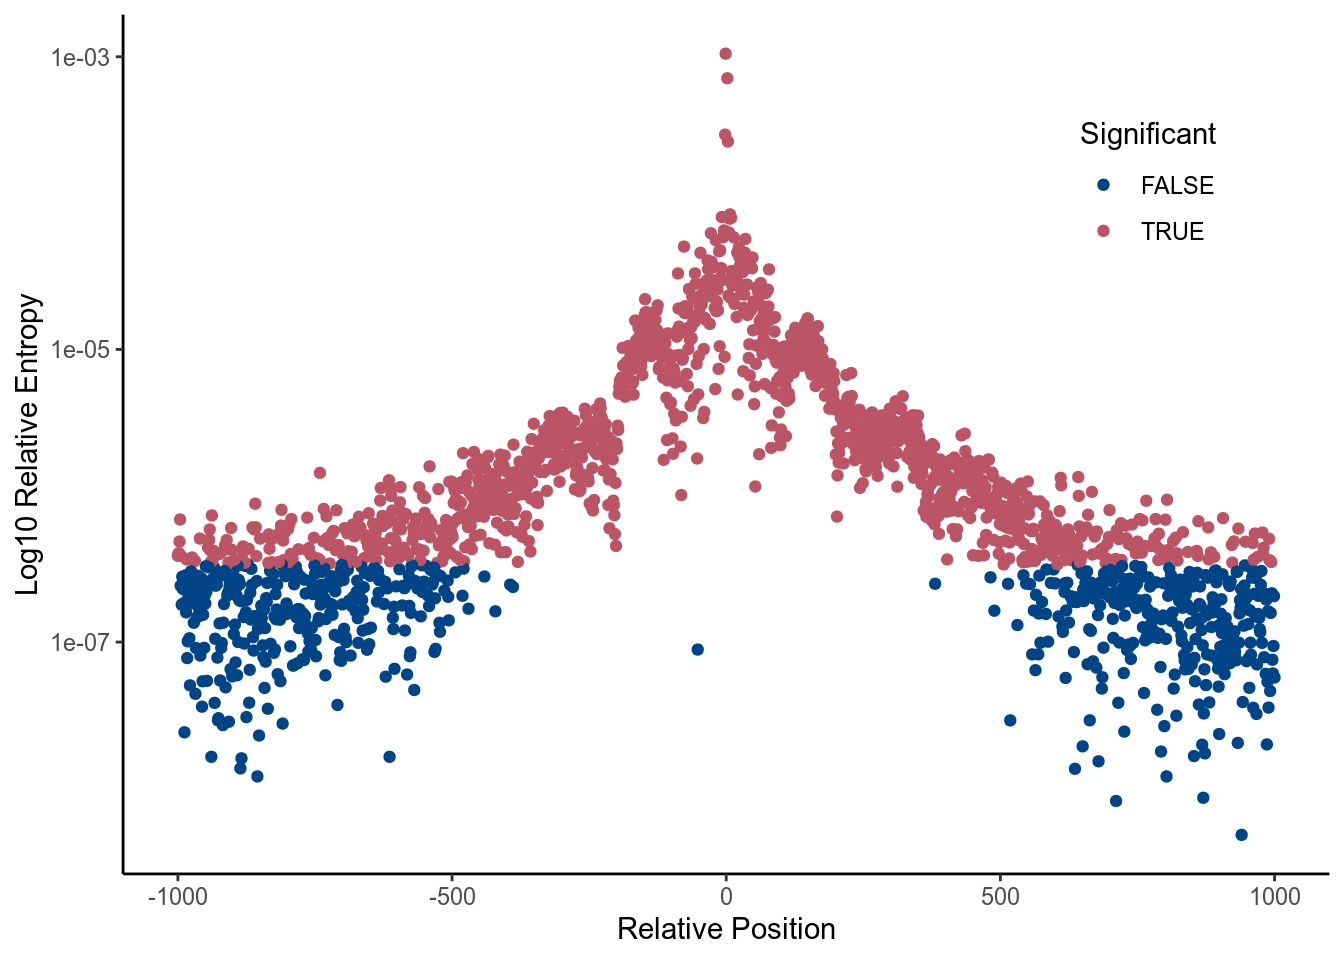 1e-03
1e-05
1e-07
Log10 Relative Entropy
Significant
FALSE
TRUE
-1000
-500
0
500
1000
Relative Position